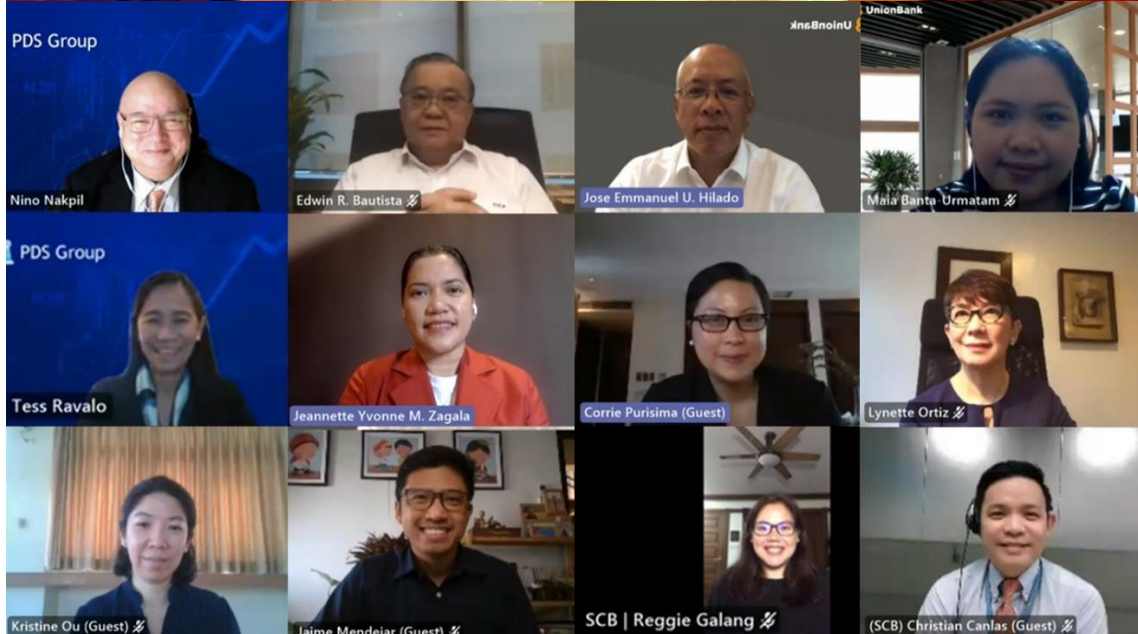 PDS Group
UnionBank
UnionBank
Nino Nakpil
Edwin R. Bautista
Jose Emmanuel U. Hilado
Maia Banta Urmatam
PDS Group
Tess Ravalo
Jeannette Yvonne M. Zagala
Corrie Purisima (Guest)
Lynette Ortiz
Kristine Ou (Guest)
Jaime Mendejar (Guest)
SCB | Reggie Galang
(SCB) Christian Canlas (Guest)